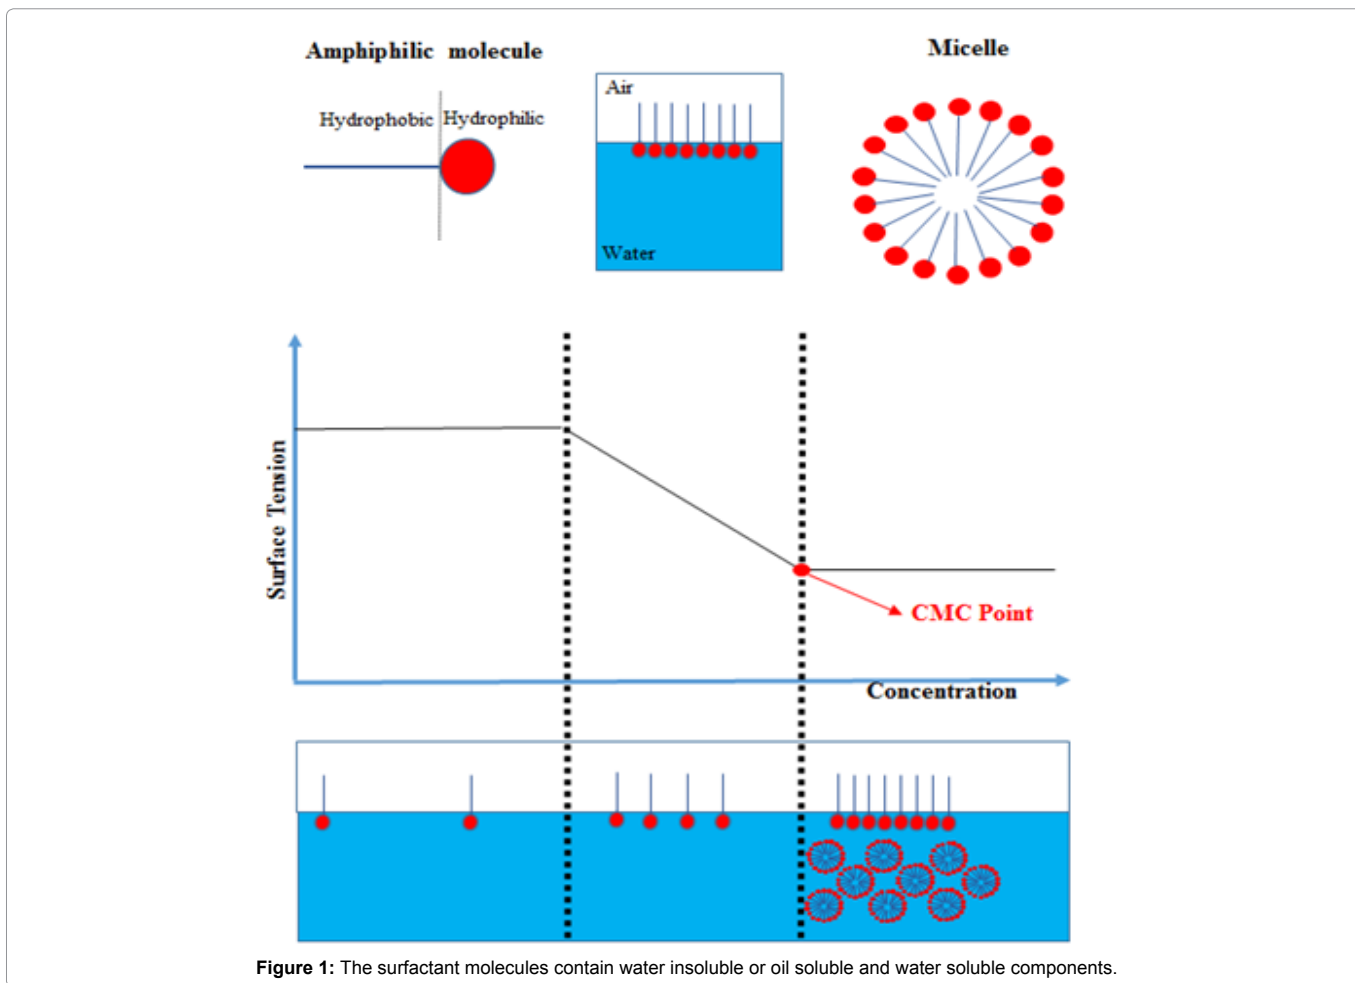 Amphiphilic molecule
Hydrophobic
Hydrophilic
Air
Water
Micelle
Surface Tension
CMC Point
Concentration
Figure 1: The surfactant molecules contain water insoluble or oil soluble and water soluble components.